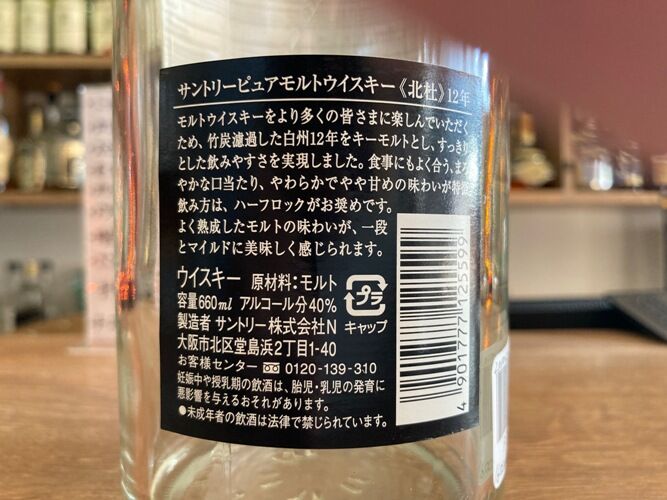 サントリーピュアモルトウイスキー《北杜》12年
モルトウイスキーをより多くの皆さまに楽しんでいただく
ため、竹炭濾過した白州12年をキーモルトとし、すっきり
とした飲みやすさを実現しました。食事にもよく合う、まろ
やかな口当たり、やわらかでやや甘めの味わいが特徴
飲み方は、ハーフロックがお奨めです。
よく熟成したモルトの味わいが、一段
とマイルドに美味しく感じられます。
ウイスキー 原材料:モルト
容量660ml アルコール分40%
プラ
キャップ
製造者 サントリー株式会社N
大阪市北区堂島浜2丁目1-40
お客様センター 0120-139-310
妊娠中や授乳期の飲酒は、胎児・乳児の発育に
悪影響を与えるおそれがあります。
●未成年者の飲酒は法律で禁じられています。
4 901777 125599